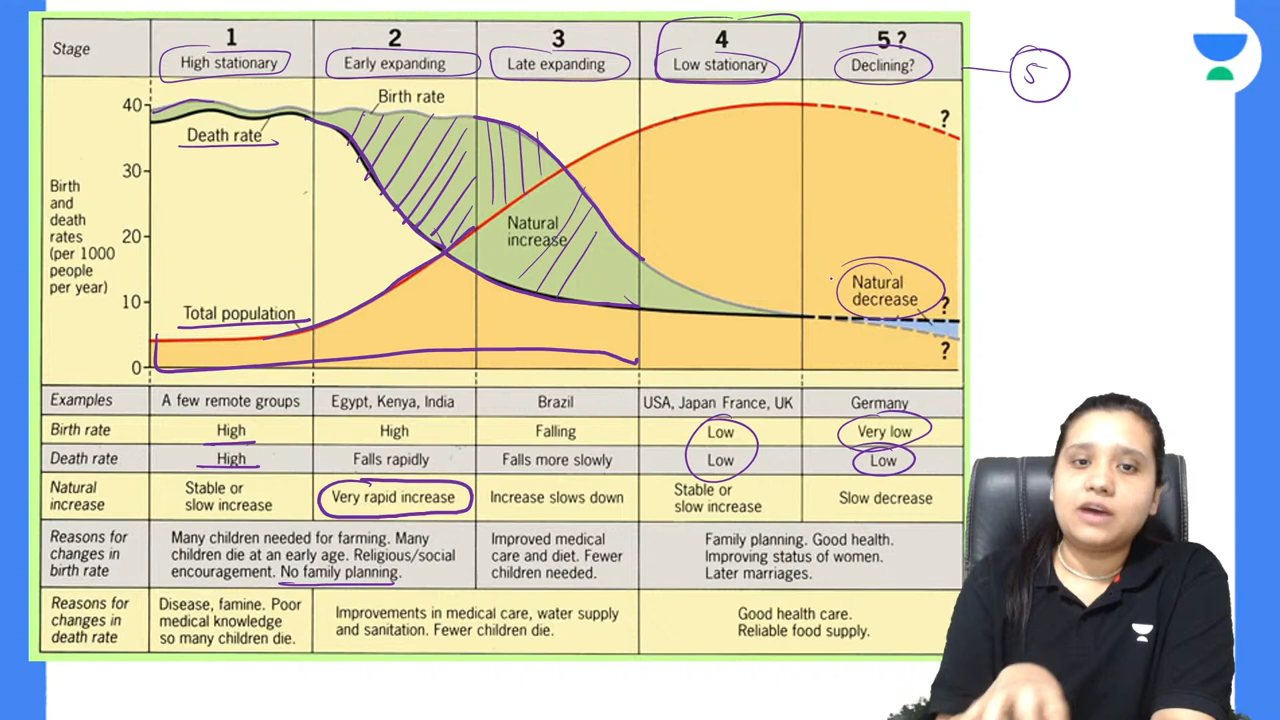 Stage
1
High stationary
2
Early expanding
3
Late expanding
4
Low stationary
5 ?
Declining?
5
Birth
and
death
rates
(per 1000
people
per year)
40
30
20
10
0
Birth rate
Death rate
Natural
increase
Total population
Natural
decrease
?
?
?
Examples
A few remote groups
Egypt, Kenya, India
Brazil
USA, Japan France, UK
Germany
Birth rate
High
High
Falling
Low
Very low
Death rate
High
Falls rapidly
Falls more slowly
Low
Low
Natural
increase
Stable or
slow increase
Very rapid increase
Increase slows down
Stable or
slow increase
Slow decrease
Reasons for
changes in
birth rate
Many children needed for farming. Many
children die at an early age. Religious/social
encouragement. No family planning.
Improved medical
care and diet. Fewer
children needed.
Family planning. Good health.
Improving status of women.
Later marriages.
Reasons for
changes in
death rate
Disease, famine. Poor
medical knowledge
so many children die.
Improvements in medical care, water supply
and sanitation. Fewer children die.
Good health care.
Reliable food supply.